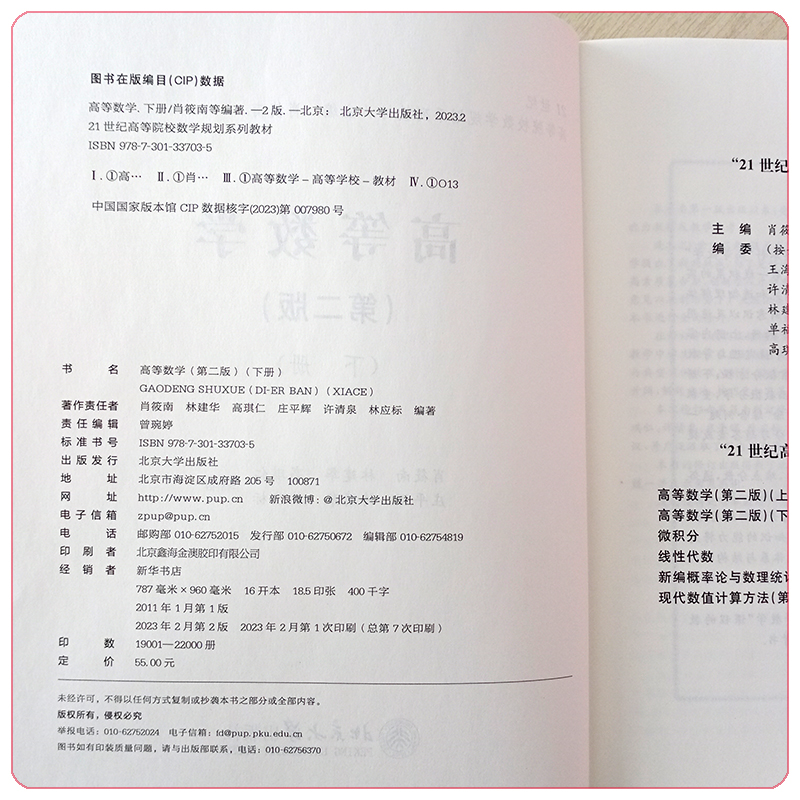 图书在版编目(CIP)数据
高等数学. 下册/肖筱南等编著. —2版. —北京： 北京大学出版社，2023.2
21世纪高等院校数学规划系列教材
ISBN 978-7-301-33703-5
Ⅰ. ①高… Ⅱ. ①肖… Ⅲ. ①高等数学－高等学校－教材 Ⅳ. ①O13
中国国家版本馆CIP数据核字(2023)第007980号
书 名 高等数学(第二版)(下册)
GAODENG SHUXUE (DI-ER BAN) (XIACE)
著作责任者 肖筱南 林建华 高琪仁 庄平辉 许清泉 林应标 编著
责任编辑 曾琬婷
标准书号 ISBN 978-7-301-33703-5
出版发行 北京大学出版社
地 址 北京市海淀区成府路205号 100871
网 址 http://www.pup.cn 新浪微博：@北京大学出版社
电子信箱 zpup@pup.cn
电 话 邮购部 010-62752015 发行部 010-62750672 编辑部 010-62754819
印刷者 北京鑫海金澳胶印有限公司
经销者 新华书店
787毫米×960毫米 16开本 18.5印张 400千字
2011年1月第1版
2023年2月第2版 2023年2月第1次印刷(总第7次印刷)
印 数 19001—22000册
定 价 55.00元
未经许可，不得以任何方式复制或抄袭本书之部分或全部内容。
版权所有，侵权必究
举报电话：010-62752024 电子信箱：fd@pup.pku.edu.cn
图书如有印装质量问题，请与出版部联系，电话：010-62756370
“21世纪
主 编 肖筱
编 委 (按
王海
许清
林建
单福
高琪
“21世纪高
高等数学(第二版)(上
高等数学(第二版)(下
微积分
线性代数
新编概率论与数理统计
现代数值计算方法(第